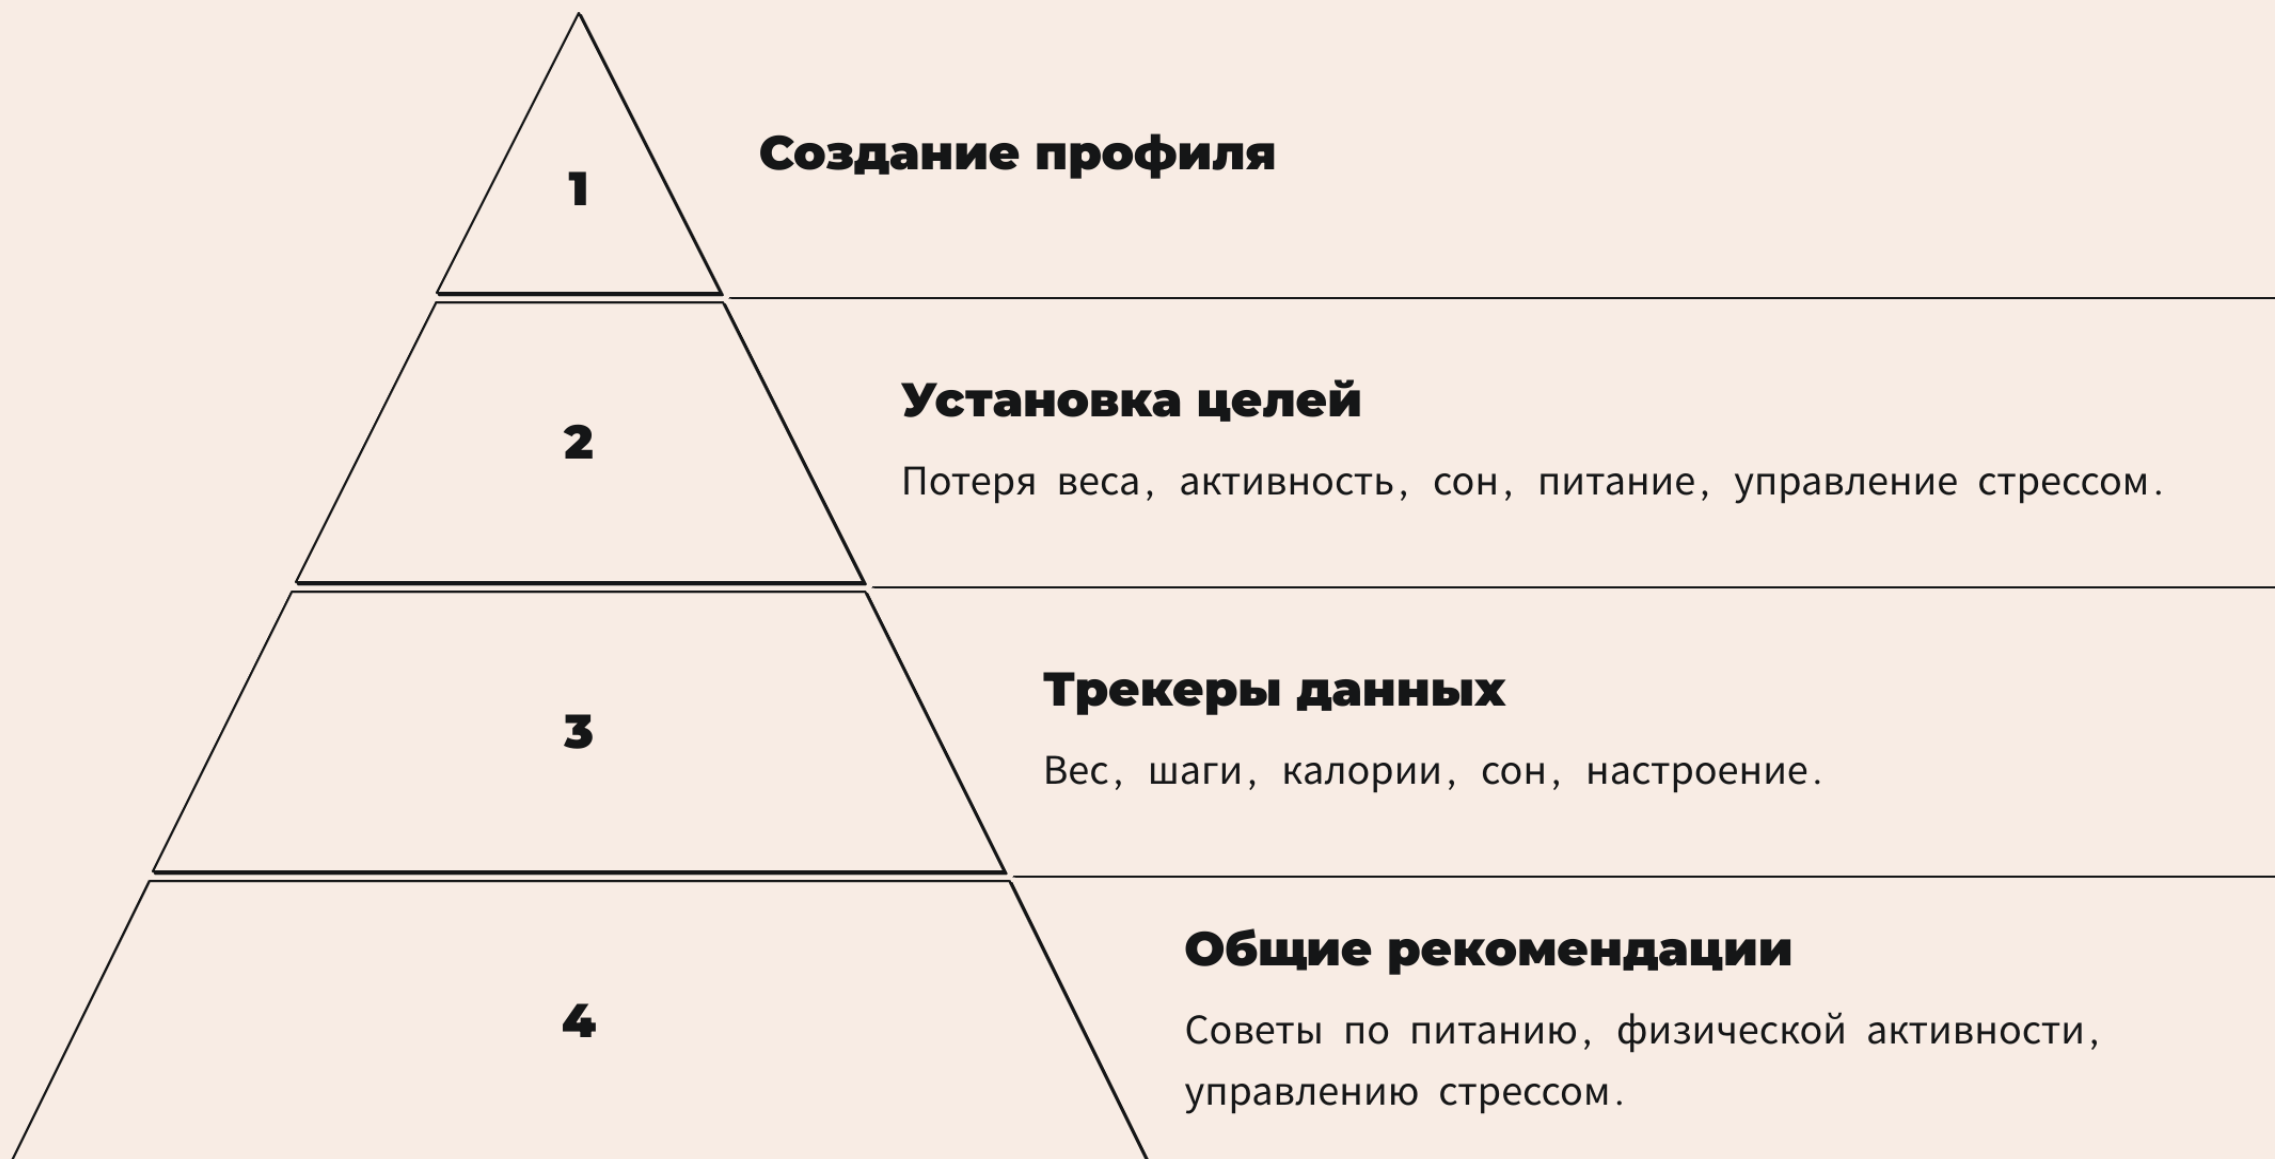 1
Создание профиля
2
Установка целей
Потеря веса, активность, сон, питание, управление стрессом.
3
Трекеры данных
Вес, шаги, калории, сон, настроение.
4
Общие рекомендации
Советы по питанию, физической активности,
управлению стрессом.